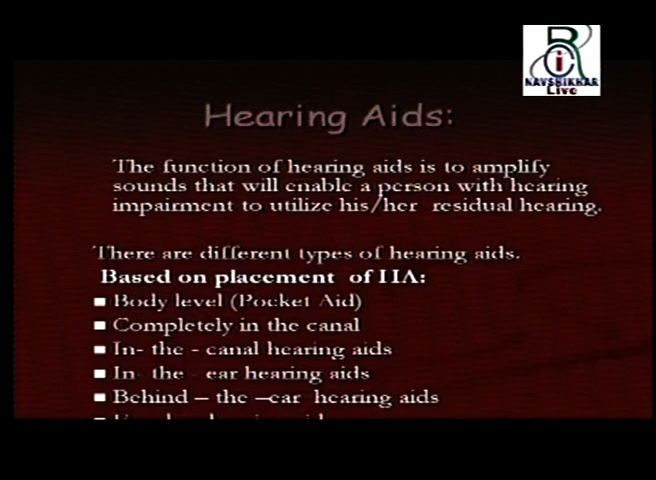 RCi
NAVSHIKHAR
Live
Hearing Aids:
The function of hearing aids is to amplify
sounds that will enable a person with hearing
impairment to utilize his/her residual hearing.
There are different types of hearing aids.
Based on placement of HA:
Body level (Pocket Aid)
Completely in the canal
In- the - canal hearing aids
In- the - ear hearing aids
Behind – the –ear hearing aids